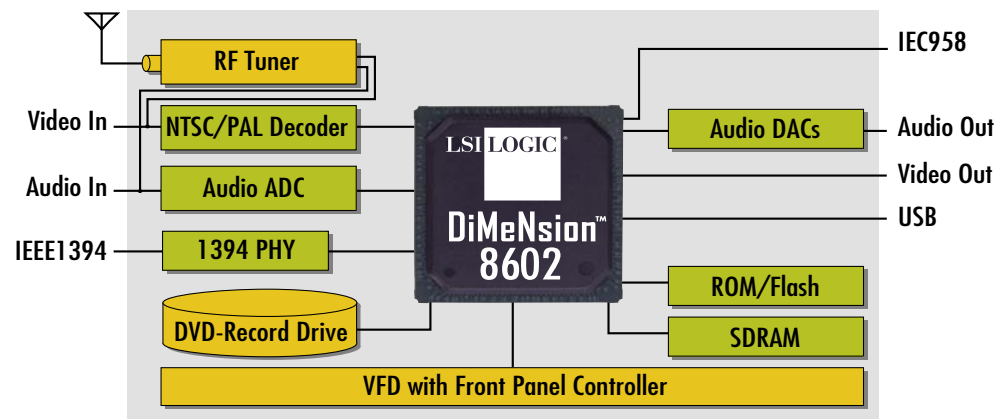 RF Tuner
IEC958
Video In
NTSC/PAL Decoder
Audio DACs
Audio Out
LSI LOGIC®
Audio In
Audio ADC
Video Out
DiMeNsion™
8602
USB
IEEE1394
1394 PHY
ROM/Flash
DVD-Record Drive
SDRAM
VFD with Front Panel Controller